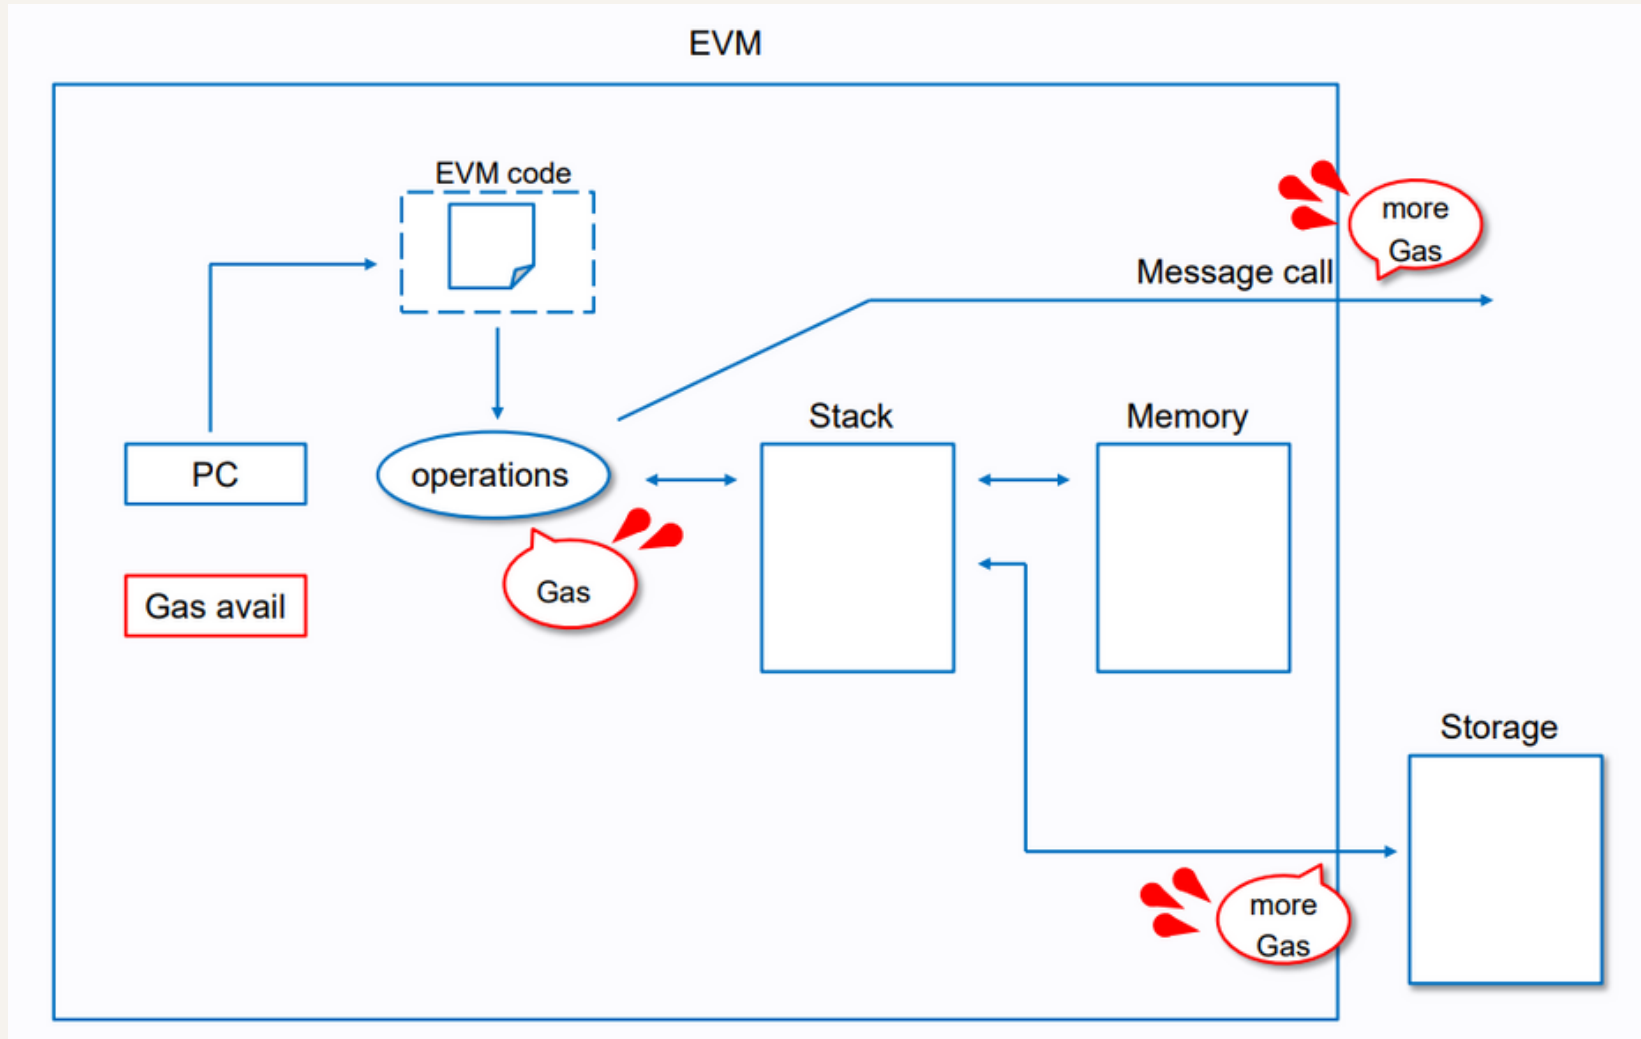 EVM
EVM code
more
Gas
Message call
Stack
Memory
PC
operations
Gas
Gas avail
Storage
more
Gas